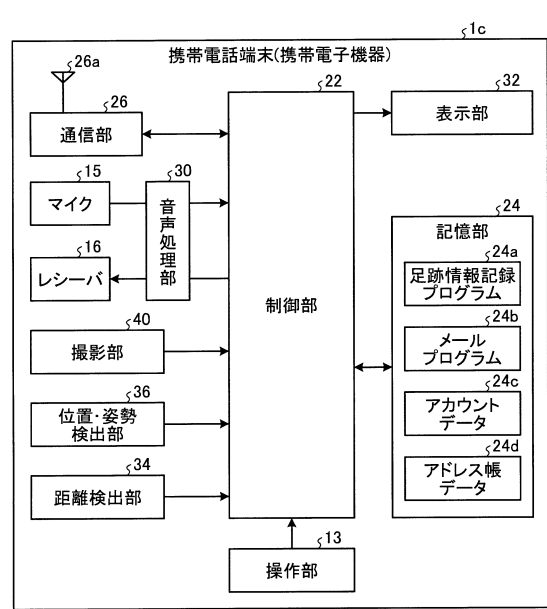 1c
携帯電話端末(携帯電子機器)
26a
26
通信部
15
マイク
30
音声処理部
16
レシーバ
40
撮影部
36
位置・姿勢
検出部
34
距離検出部
22
制御部
13
操作部
32
表示部
24
記憶部
24a
足跡情報記録
プログラム
24b
メール
プログラム
24c
アカウント
データ
24d
アドレス帳
データ